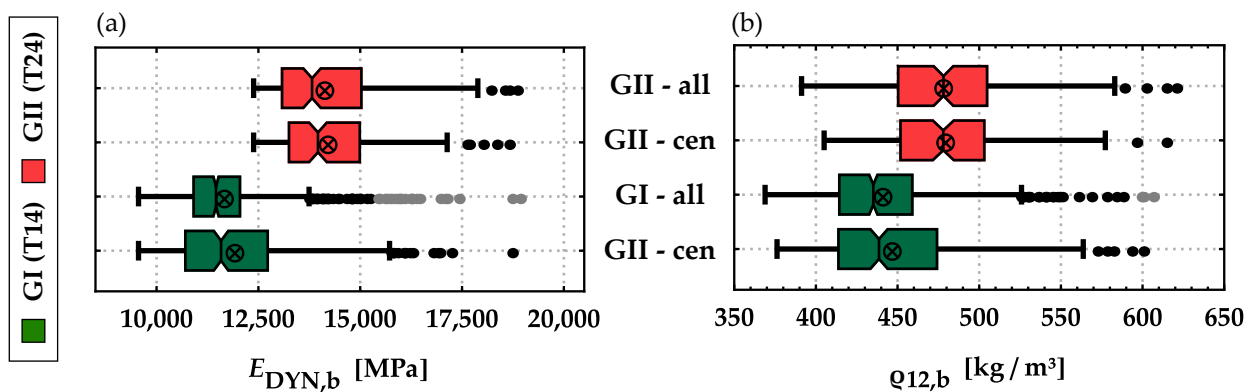 GII (T24)
GI (T14)
(a)
(b)
GII - all
GII - cen
GI - all
GII - cen
10,000 12,500 15,000 17,500 20,000
350 400 450 500 550 600 650
E_DYN,b [MPa]
ϱ12,b [kg / m³]